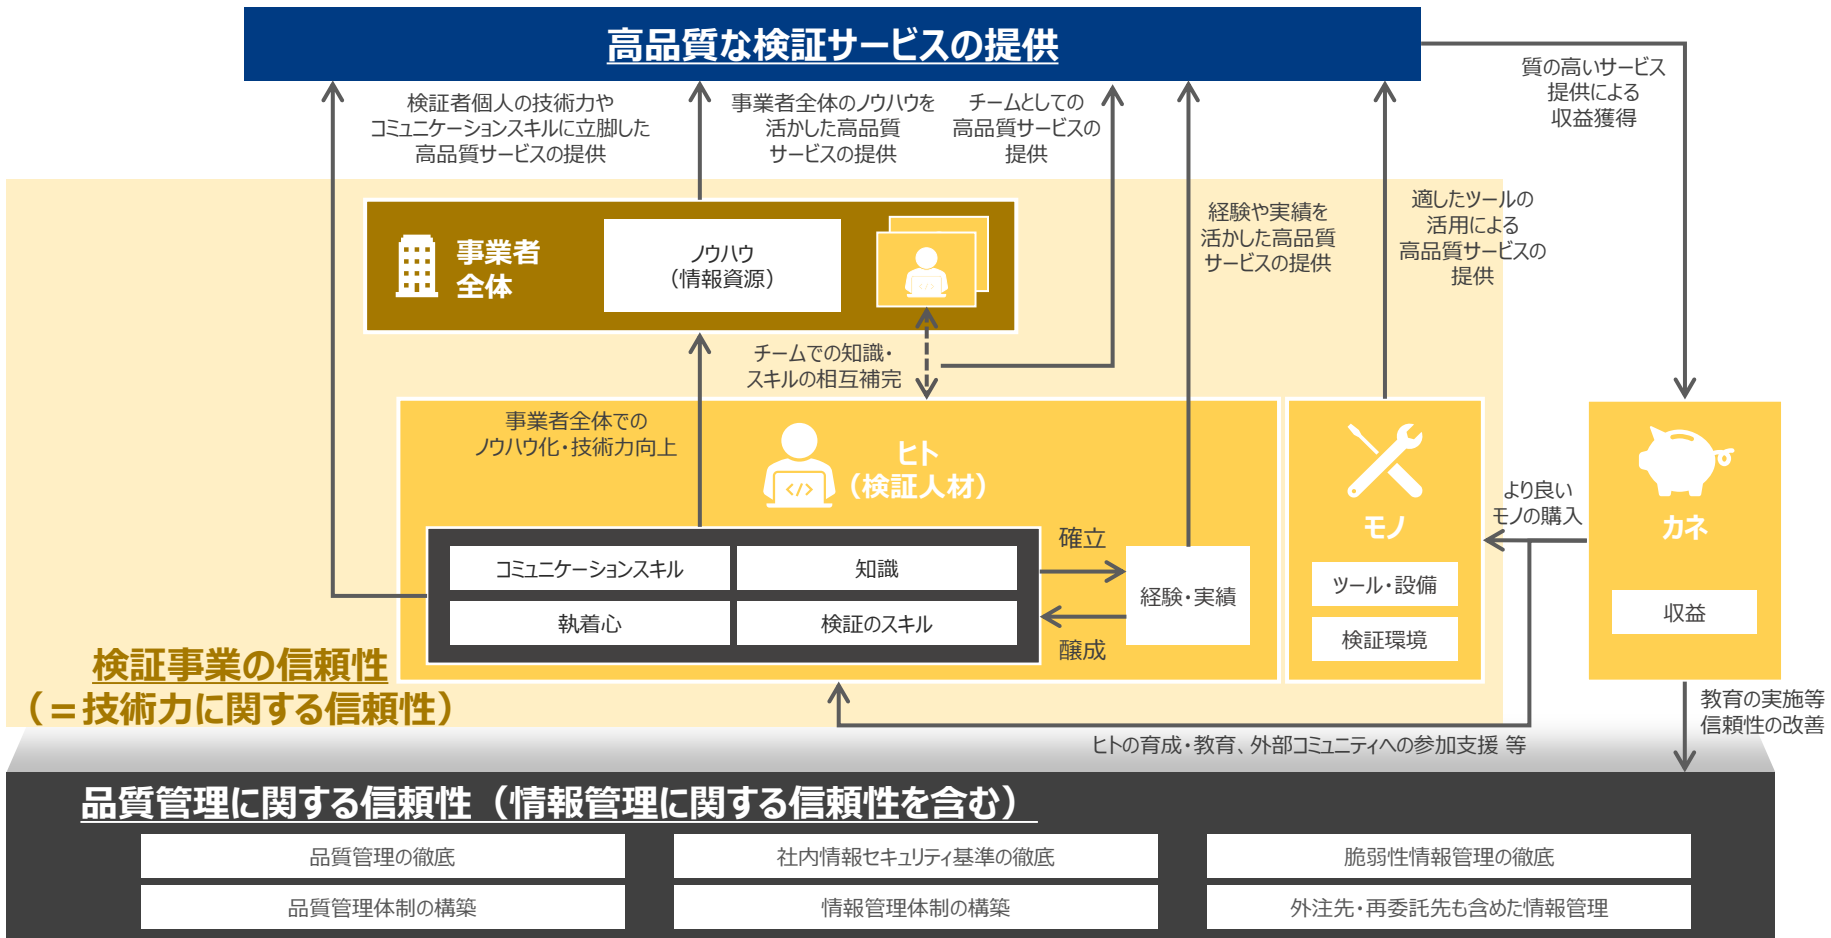 高品質な検証サービスの提供
検証者個人の技術力や
コミュニケーションスキルに立脚した
高品質サービスの提供
事業者全体のノウハウを
活かした高品質
サービスの提供
チームとしての
高品質サービスの
提供
質の高いサービス
提供による
収益獲得
経験や実績を
活かした高品質
サービスの提供
適したツールの
活用による
高品質サービスの
提供
事業者
全体
ノウハウ
（情報資源）
チームでの知識・
スキルの相互補完
事業者全体での
ノウハウ化・技術力向上
ヒト
（検証人材）
コミュニケーションスキル
知識
執着心
検証のスキル
確立
醸成
経験・実績
モノ
ツール・設備
検証環境
より良い
モノの購入
カネ
収益
検証事業の信頼性
（＝技術力に関する信頼性）
教育の実施等
信頼性の改善
ヒトの育成・教育、外部コミュニティへの参加支援 等
品質管理に関する信頼性（情報管理に関する信頼性を含む）
品質管理の徹底
社内情報セキュリティ基準の徹底
脆弱性情報管理の徹底
品質管理体制の構築
情報管理体制の構築
外注先・再委託先も含めた情報管理